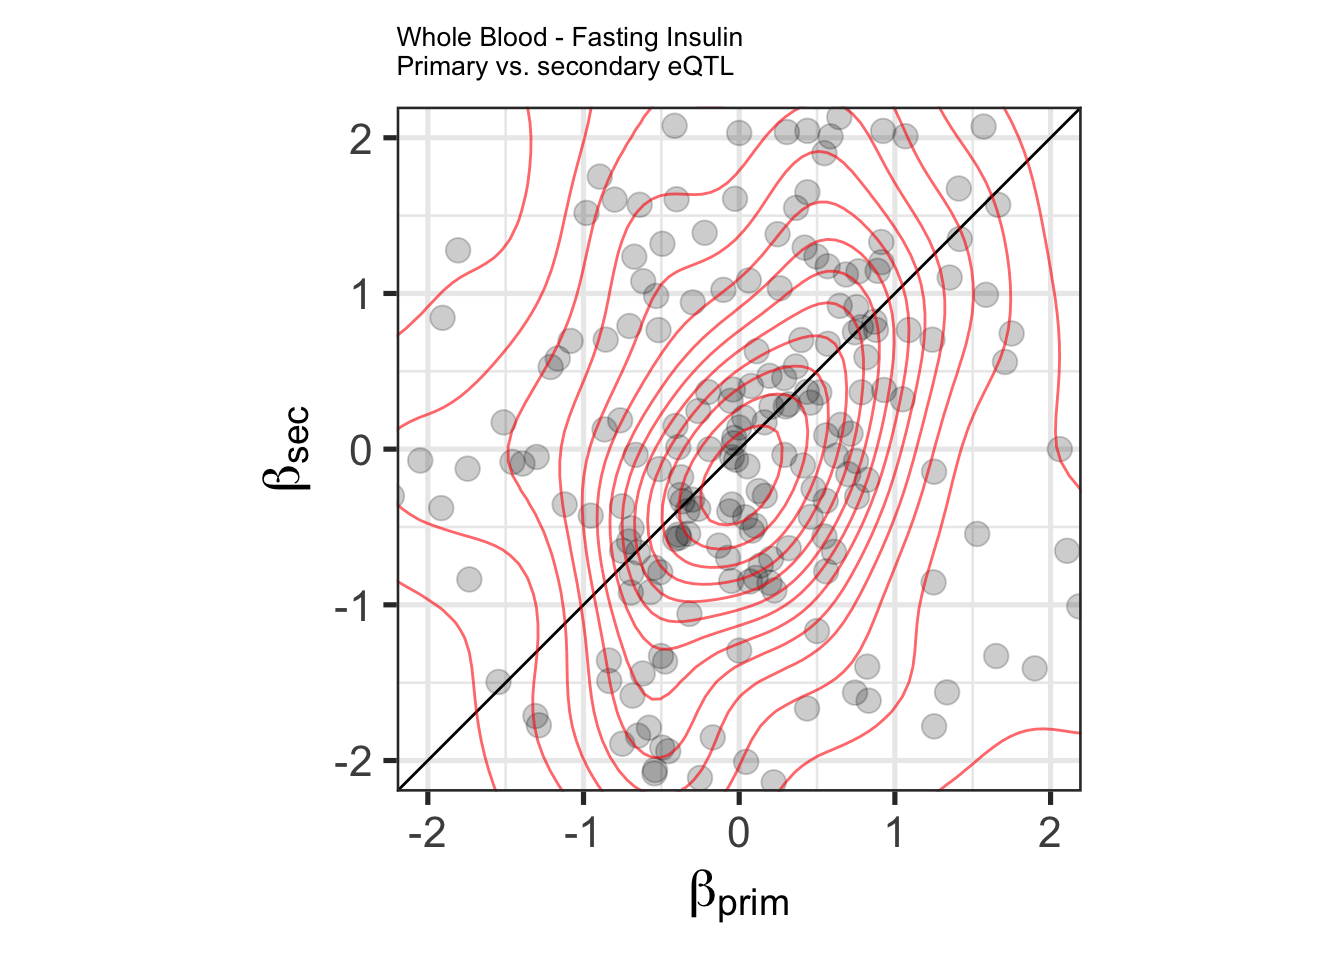 Whole Blood - Fasting Insulin
Primary vs. secondary eQTL
2
1
0
-1
-2
βsec
-2 -1 0 1 2
βprim